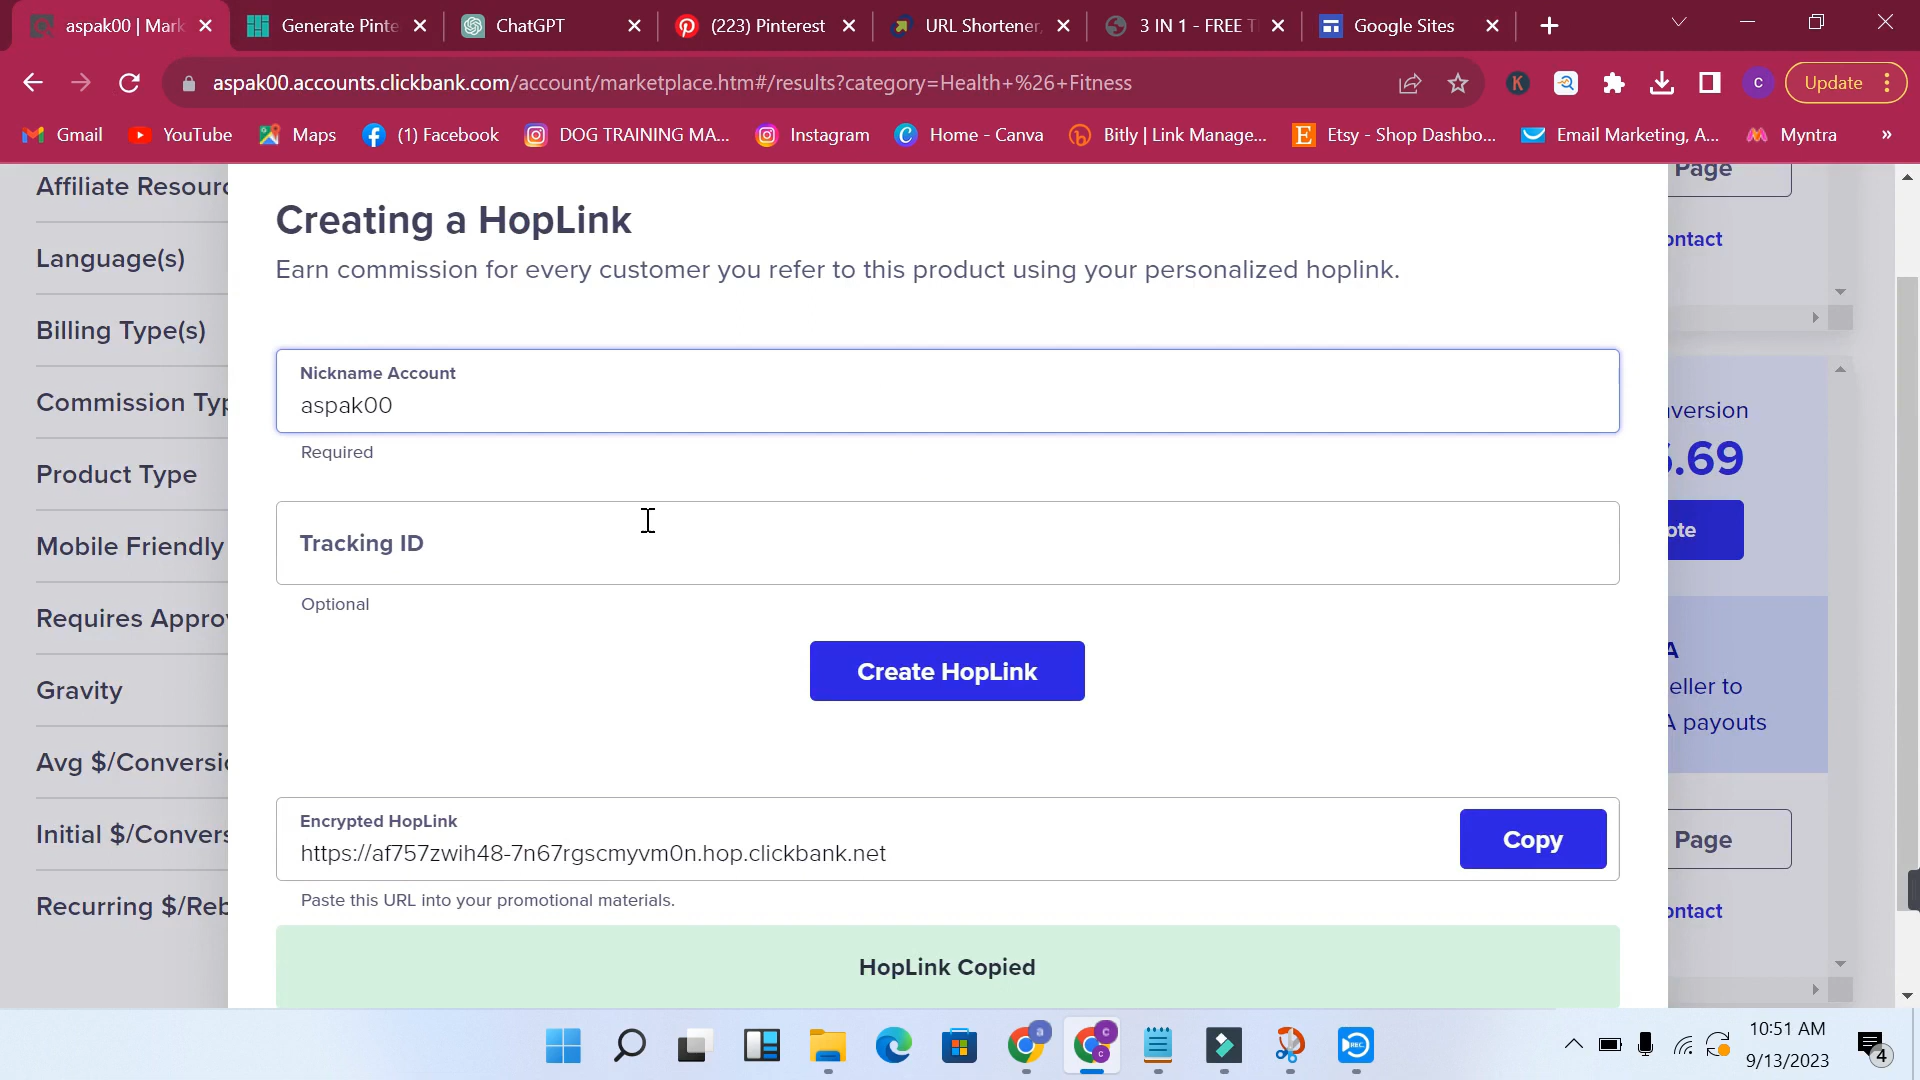 aspak00 | Mark
Generate Pinte
ChatGPT
(223) Pinterest
URL Shortener,
3 IN 1 - FREE T
Google Sites
aspak00.accounts.clickbank.com/account/marketplace.htm#/results?category=Health+%26+Fitness
K
c
Update
Gmail
YouTube
Maps
(1) Facebook
DOG TRAINING MA...
Instagram
Home - Canva
Bitly | Link Manage...
Etsy - Shop Dashbo...
Email Marketing, A...
Myntra
»
Affiliate Resourc
Language(s)
Billing Type(s)
Commission Typ
Product Type
Mobile Friendly
Requires Approv
Gravity
Avg $/Conversio
Initial $/Convers
Recurring $/Reb
Creating a HopLink
Earn commission for every customer you refer to this product using your personalized hoplink.
Nickname Account
aspak00
Required
Tracking ID
Optional
Create HopLink
Encrypted HopLink
https://af757zwih48-7n67rgscmyvm0n.hop.clickbank.net
Copy
Paste this URL into your promotional materials.
HopLink Copied
Page
ontact
version
.69
ote
A
eller to
A payouts
Page
ontact
a
c
c
REC
10:51 AM
9/13/2023
4